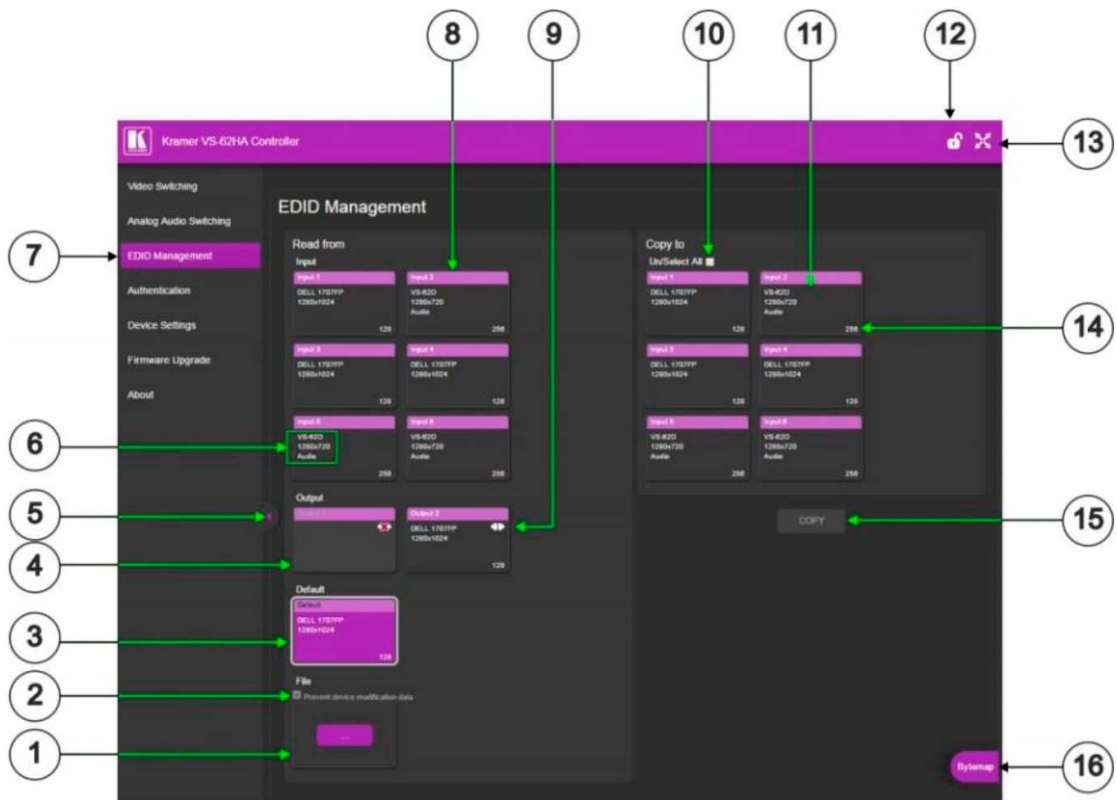 8
9
10
11
12
Kramer VS-62HA Controller
13
7
Video Switching
Analog Audio Switching
EDID Management
Authentication
Device Settings
Firmware Upgrade
About
EDID Management
Read from
Input
Input 1
DELL 1707FP
1280x1024
128
Input 2
VS-62D
1280x720
Audio
256
Input 3
DELL 1707FP
1280x1024
128
Input 4
DELL 1707FP
1280x1024
128
6
Input 5
VS-62D
1280x720
Audio
256
Input 6
VS-62D
1280x720
Audio
256
5
4
Output
Output 1
Output 2
DELL 1707FP
1280x1024
128
3
Default
Default
DELL 1707FP
1280x1024
128
2
File
Prevent device modification data
1
...
Copy to
Un/Select All
Input 1
DELL 1707FP
1280x1024
128
Input 2
VS-62D
1280x720
Audio
256
14
Input 3
DELL 1707FP
1280x1024
128
Input 4
DELL 1707FP
1280x1024
128
Input 5
VS-62D
1280x720
Audio
256
Input 6
VS-62D
1280x720
Audio
256
COPY
15
Bytemap
16